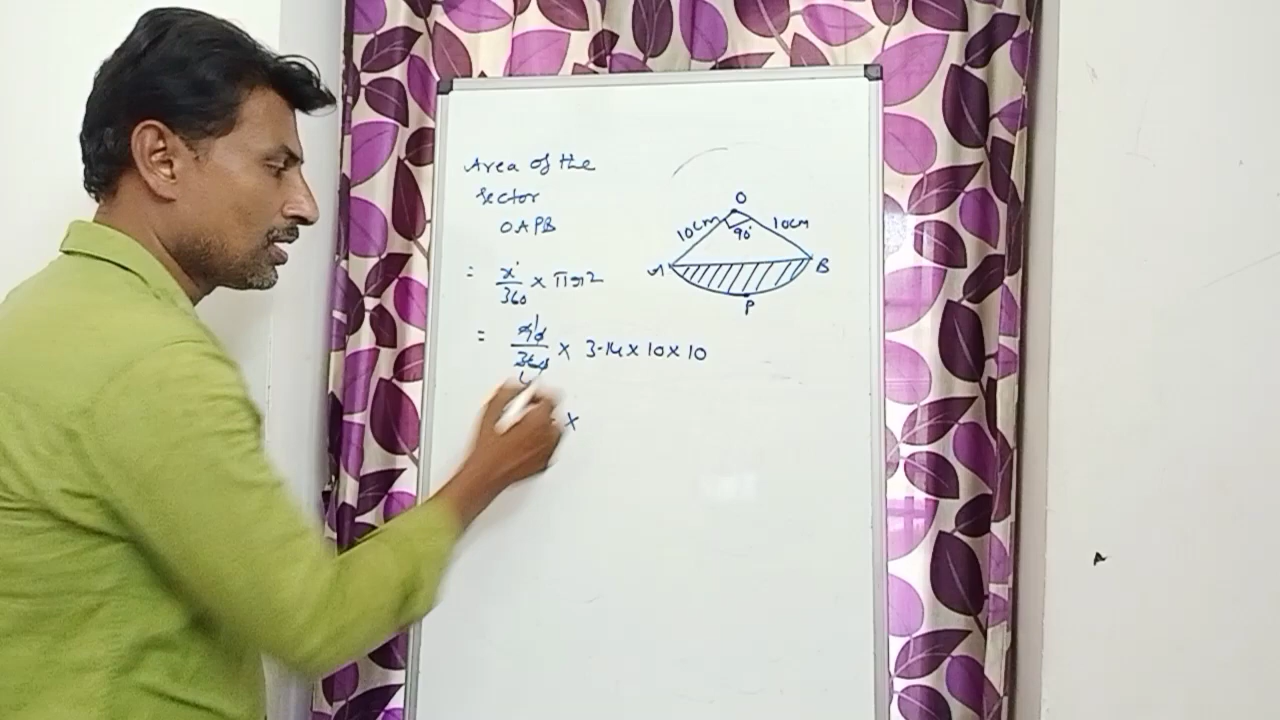 Area of the
sector
OAPB
= x°/360 × πr2
= 90/360 × 3.14 × 10 × 10
×
O
10cm
10cm
90°
A
B
P